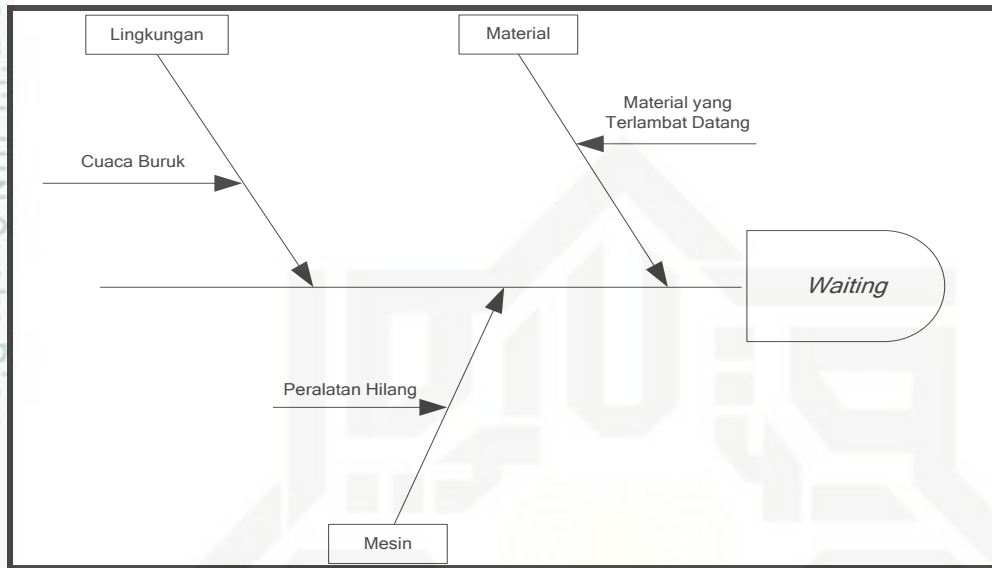 Lingkungan
Material
Material yang
Terlambat Datang
Cuaca Buruk
Waiting
Peralatan Hilang
Mesin